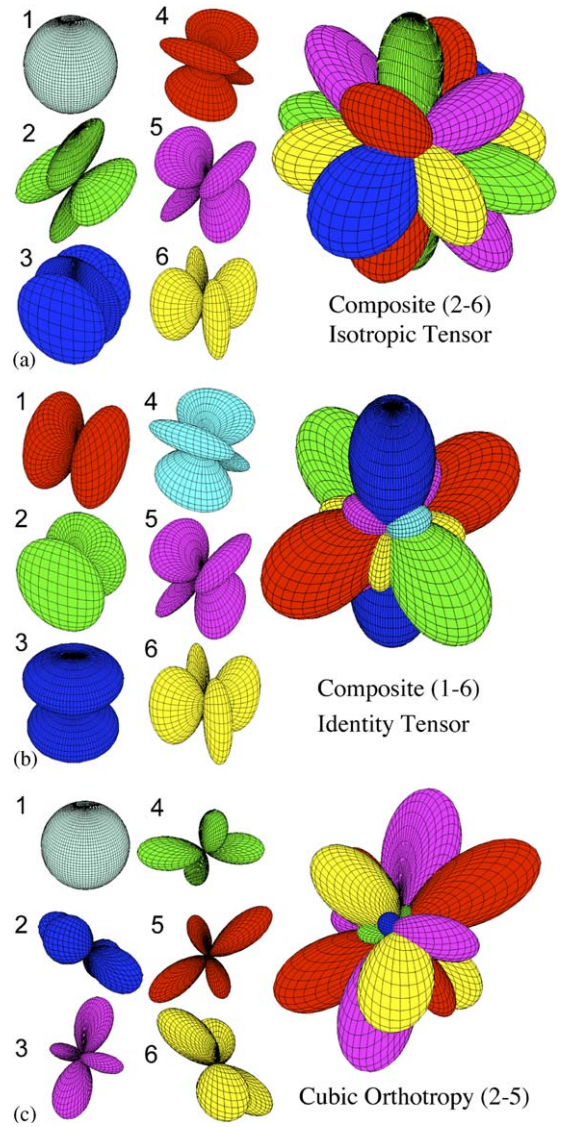 1
4
2
5
3
6
Composite (2-6)
Isotropic Tensor
(a)
1
4
2
5
3
6
Composite (1-6)
Identity Tensor
(b)
1
4
2
5
3
6
Cubic Orthotropy (2-5)
(c)